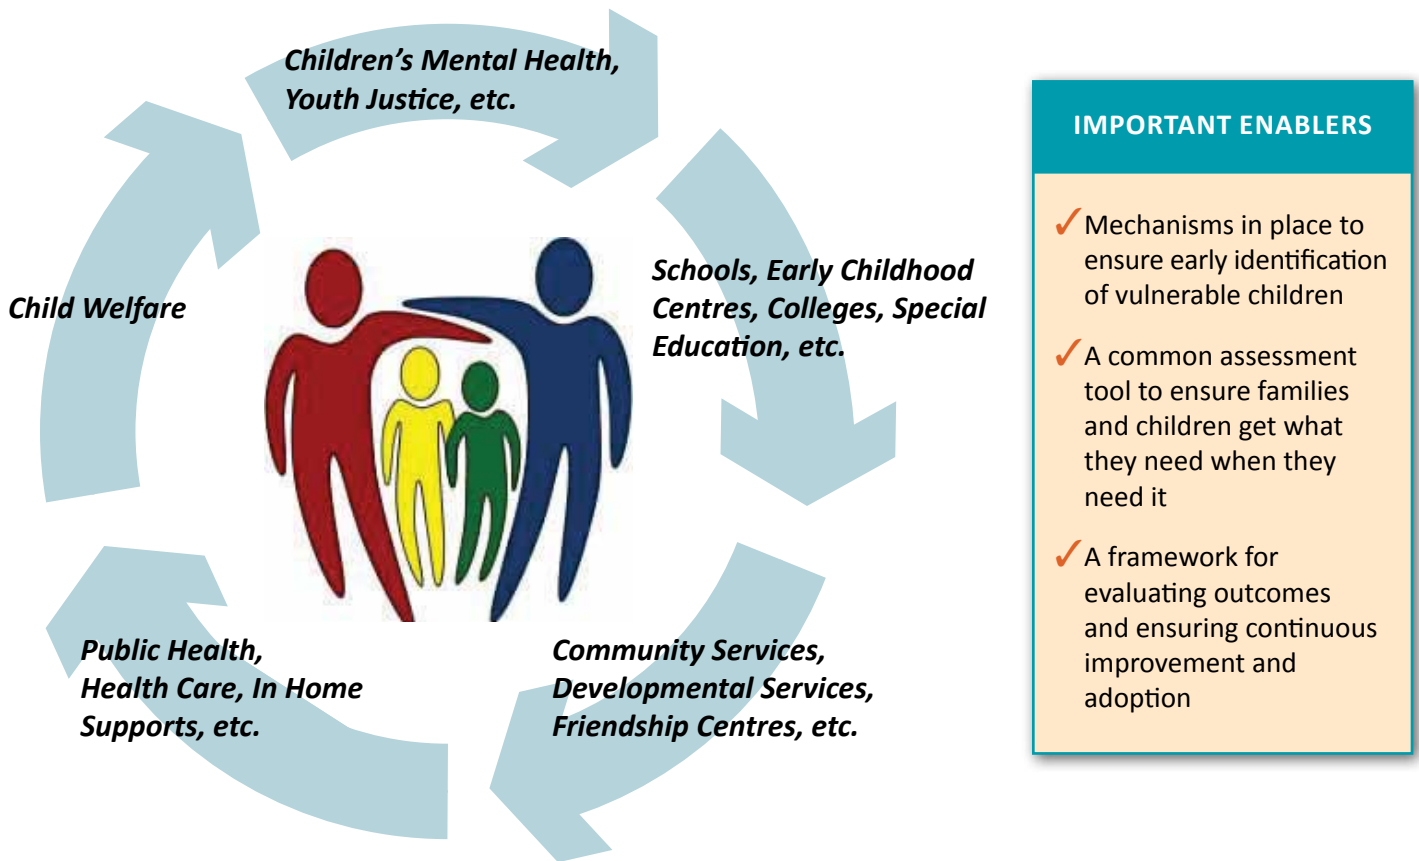 Children’s Mental Health,
Youth Justice, etc.
Schools, Early Childhood
Centres, Colleges, Special
Education, etc.
Community Services,
Developmental Services,
Friendship Centres, etc.
Public Health,
Health Care, In Home
Supports, etc.
Child Welfare
IMPORTANT ENABLERS
✓ Mechanisms in place to
ensure early identification
of vulnerable children
✓ A common assessment
tool to ensure families
and children get what
they need when they
need it
✓ A framework for
evaluating outcomes
and ensuring continuous
improvement and
adoption